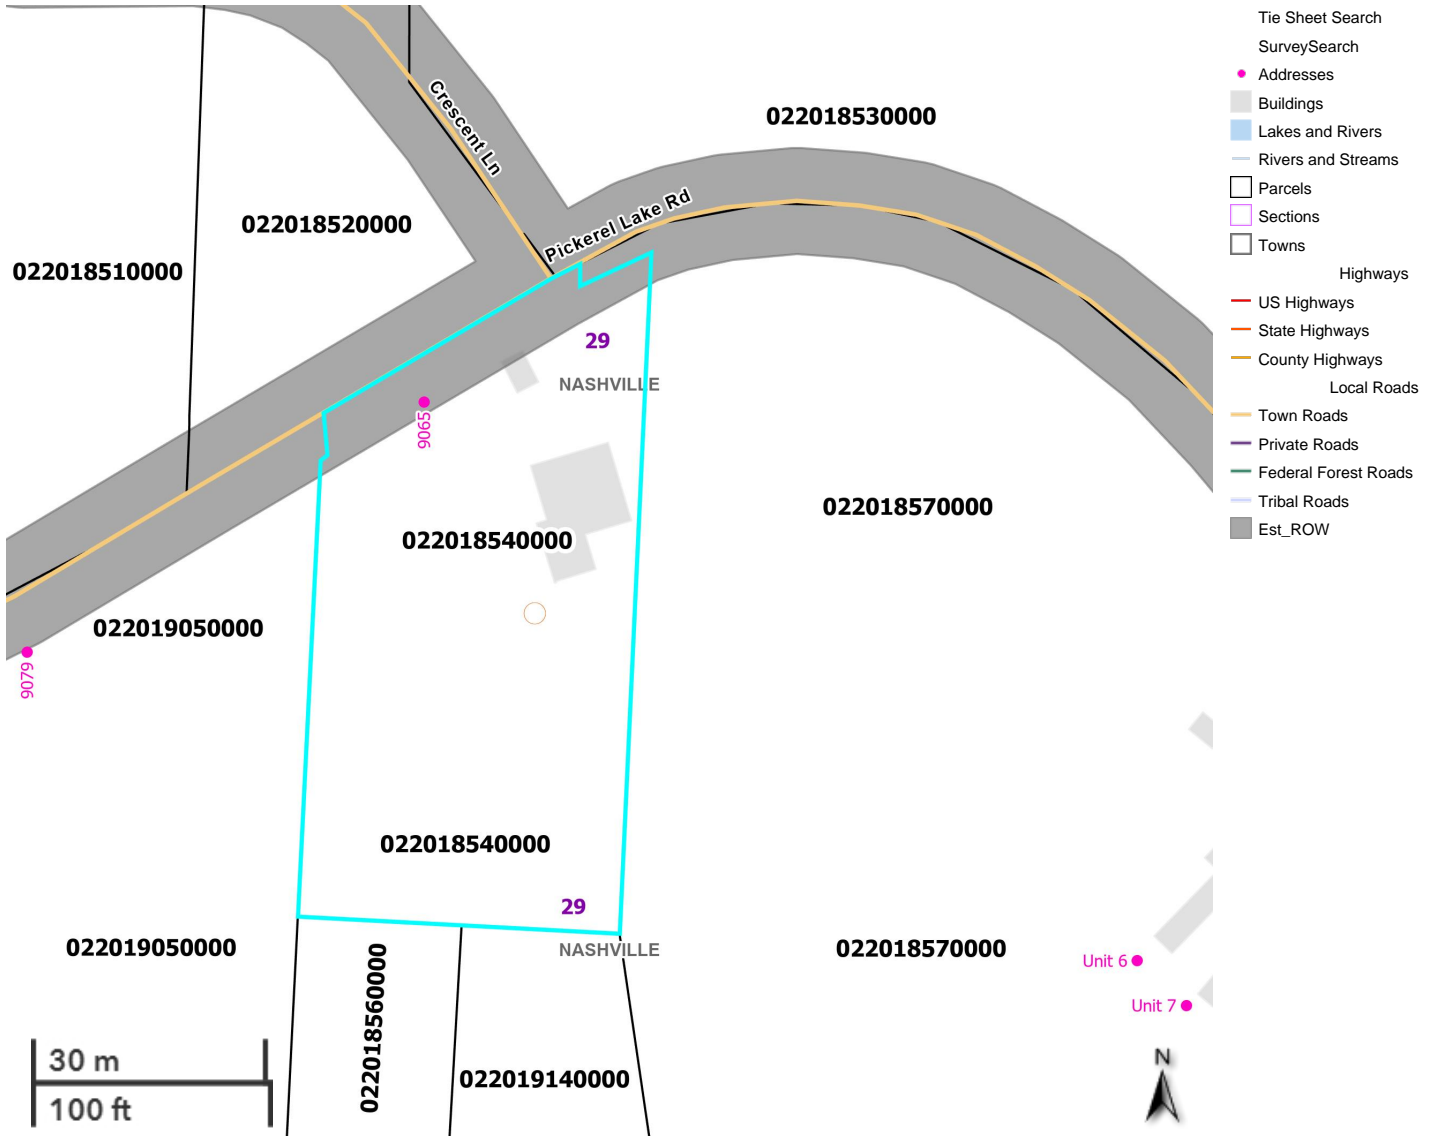 Crescent Ln
022018530000
Pickerel Lake Rd
022018520000
022018510000
29
NASHVILLE
9065
022018570000
022018540000
022019050000
9079
022018540000
29
NASHVILLE
022019050000
022018570000
Unit 6
Unit 7
022018560000
022019140000
30 m
100 ft
N
Tie Sheet Search
SurveySearch
Addresses
Buildings
Lakes and Rivers
Rivers and Streams
Parcels
Sections
Towns
Highways
US Highways
State Highways
County Highways
Local Roads
Town Roads
Private Roads
Federal Forest Roads
Tribal Roads
Est_ROW